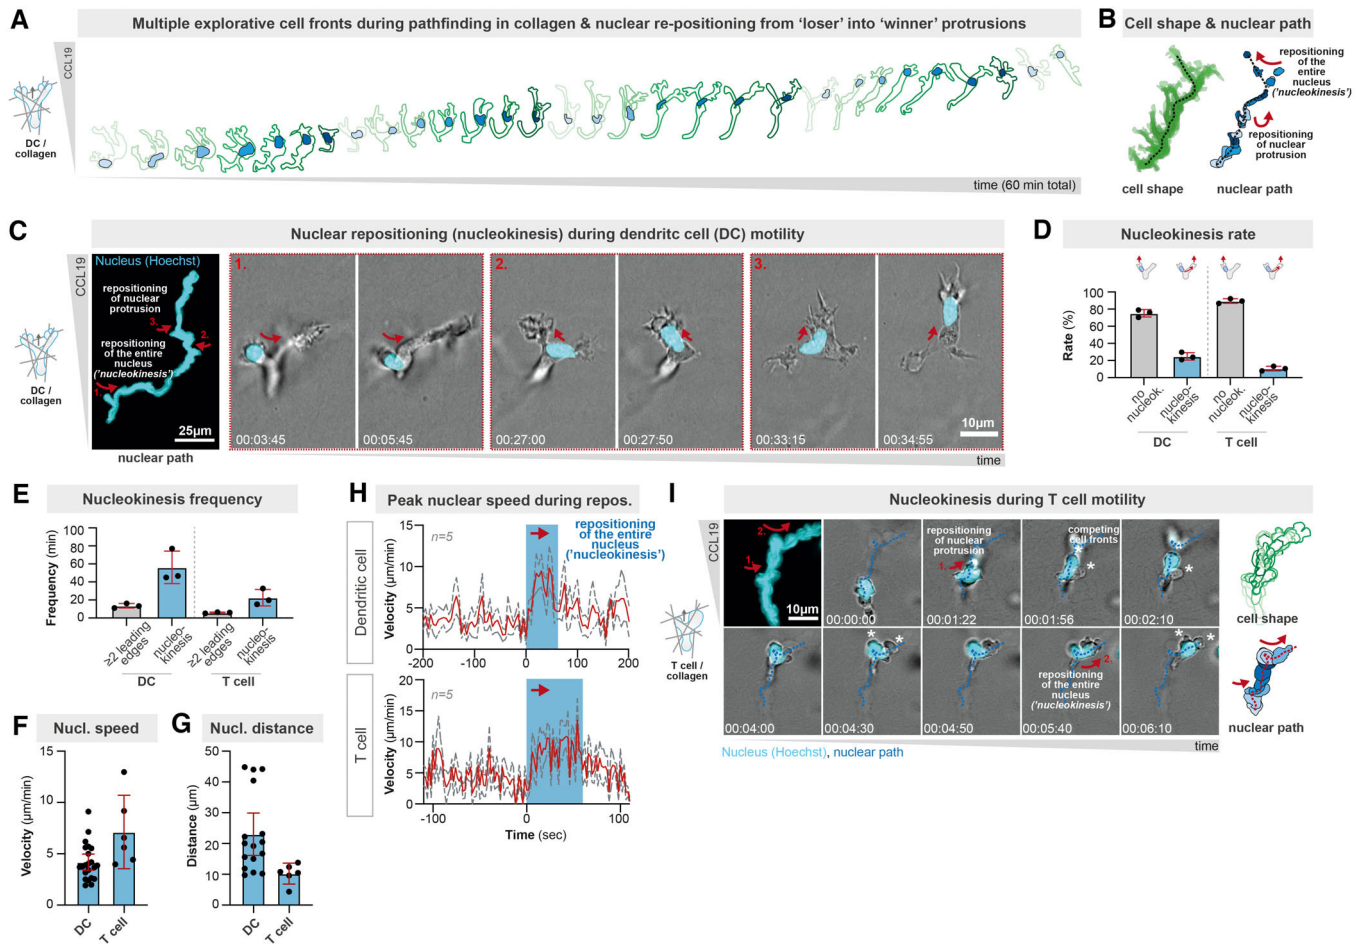 A
Multiple explorative cell fronts during pathfinding in collagen & nuclear re-positioning from ‘loser’ into ‘winner’ protrusions
CCL19
DC /
collagen
time (60 min total)
B
Cell shape & nuclear path
repositioning
of the
entire
nucleus
('nucleokinesis')
repositioning
of nuclear
protrusion
cell shape
nuclear path
C
Nuclear repositioning (nucleokinesis) during dendritc cell (DC) motility
CCL19
DC /
collagen
Nucleus (Hoechst)
repositioning
of nuclear
protrusion
3.
2.
repositioning
of the entire
nucleus
('nucleokinesis')
1.
25µm
nuclear path
1.
00:03:45
00:05:45
2.
00:27:00
00:27:50
3.
00:33:15
00:34:55
10µm
time
D
Nucleokinesis rate
Rate (%)
100
80
60
40
20
0
no nucleok.
nucleo-
kinesis
no nucleok.
nucleo-
kinesis
DC
T cell
E
Nucleokinesis frequency
Frequency (min)
100
80
60
40
20
0
≥2 leading
edges
nucleo-
kinesis
≥2 leading
edges
nucleo-
kinesis
DC
T cell
F
Nucl. speed
Velocity (µm/min)
15
10
5
0
DC
T cell
G
Nucl. distance
Distance (µm)
50
40
30
20
10
0
DC
T cell
H
Peak nuclear speed during repos.
Dendritic cell
Velocity (µm/min)
n=5
repositioning
of the entire
nucleus
('nucleokinesis')
15
10
5
0
-200
-100
0
100
200
T cell
Velocity (µm/min)
n=5
20
15
10
5
0
-100
0
100
Time (sec)
I
Nucleokinesis during T cell motility
CCL19
T cell /
collagen
2.
1.
10µm
00:00:00
repositioning
of nuclear
protrusion
1.
00:01:22
competing
cell fronts
*
*
00:01:56
*
00:02:10
00:04:00
*
*
00:04:30
00:04:50
2.
repositioning
of the entire
nucleus
('nucleokinesis')
00:05:40
*
*
00:06:10
time
Nucleus (Hoechst), nuclear path
cell shape
nuclear path